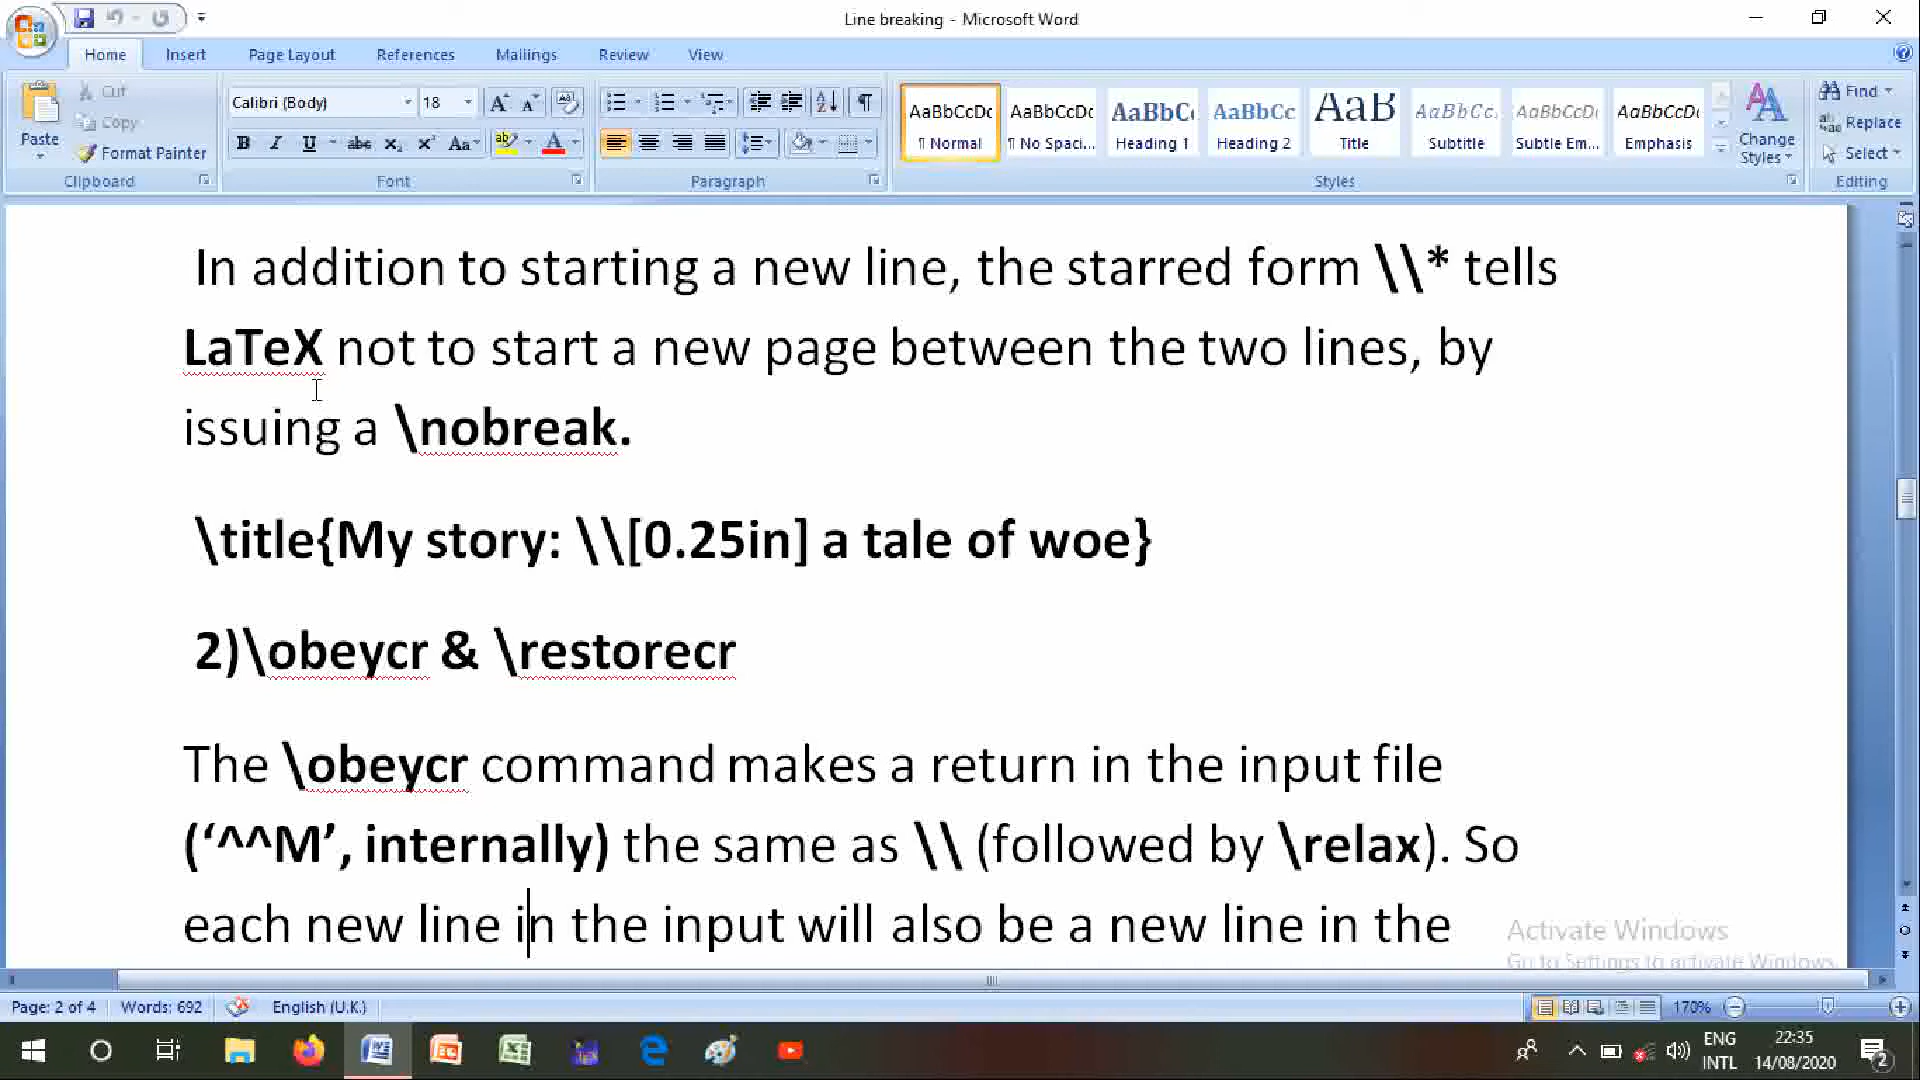 Line breaking - Microsoft Word
Home Insert Page Layout References Mailings Review View
Paste
Cut
Copy
Format Painter
Clipboard
Calibri (Body) 18
Font
Paragraph
AaBbCcDc AaBbCcDc AaBbC AaBbCc AaB AaBbCc. AaBbCcDi AaBbCcDc
¶ Normal ¶ No Spaci... Heading 1 Heading 2 Title Subtitle Subtle Em... Emphasis
Styles
Change Styles
Find
Replace
Select
Editing
In addition to starting a new line, the starred form \\* tells
LaTeX not to start a new page between the two lines, by
issuing a \nobreak.
\title{My story: \\[0.25in] a tale of woe}
2)\obeycr & \restorecr
The \obeycr command makes a return in the input file
(‘^^M’, internally) the same as \\ (followed by \relax). So
each new line in the input will also be a new line in the
Activate Windows
Go to Settings to activate Windows.
Page: 2 of 4 Words: 692 English (U.K.) 170%
ENG
INTL
22:35
14/08/2020
2